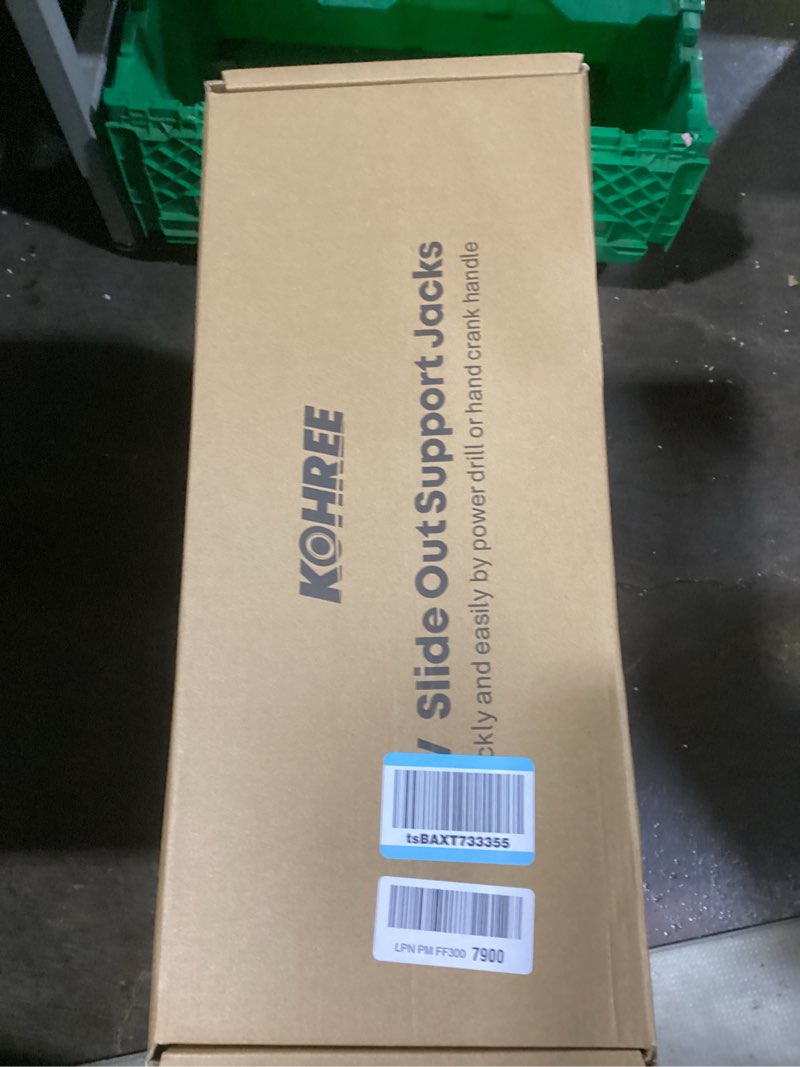 KOHREE
V Slide Out Support Jacks
ckly and easily by power drill or hand crank handle
tsBAXT733355
LPN PM FF300 7900